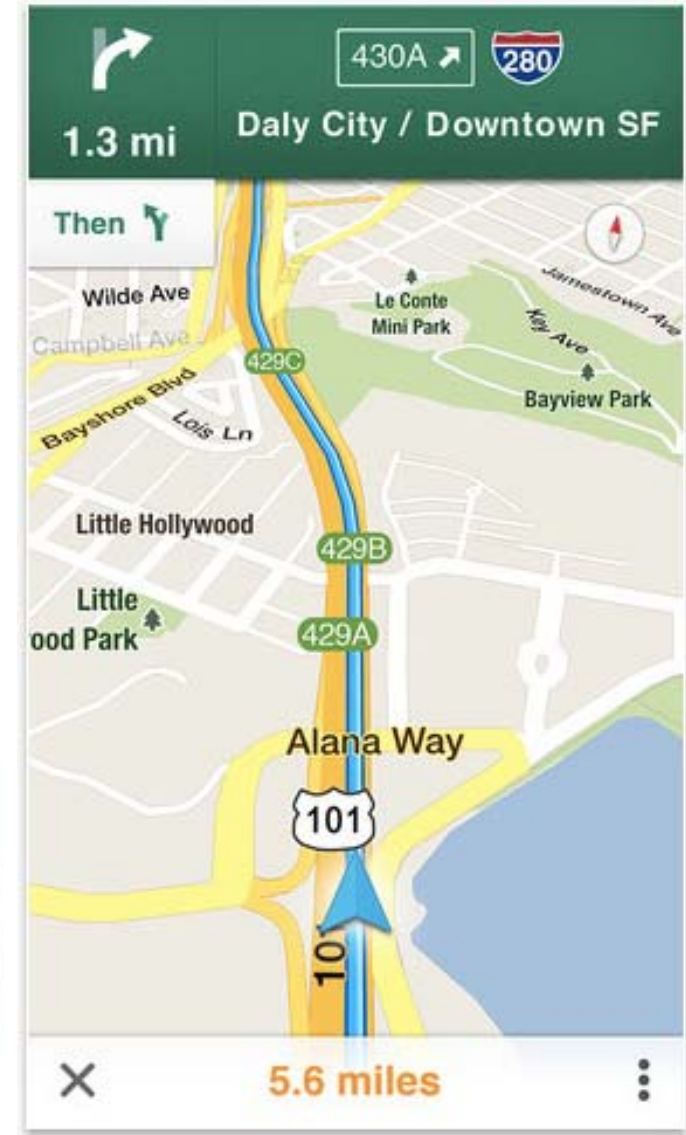 430A
280
1.3 mi
Daly City / Downtown SF
Then
Wilde Ave
Le Conte
Mini Park
Jamestown Ave
Key Ave
Campbell Ave
429C
Bayshore Blvd
Lois Ln
Bayview Park
Little Hollywood
429B
Little
ood Park
429A
Alana Way
101
10
5.6 miles